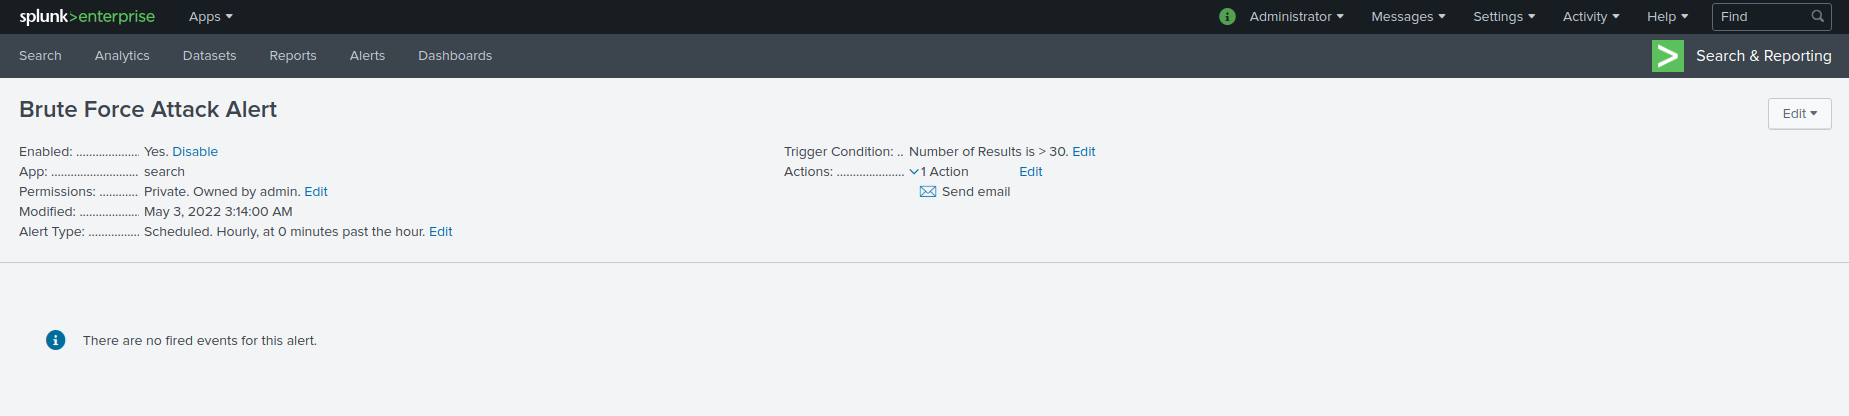 splunk>enterprise Apps Administrator Messages Settings Activity Help Find
Search Analytics Datasets Reports Alerts Dashboards Search & Reporting
Brute Force Attack Alert
Edit
Enabled: .................... Yes. Disable
App: ........................... search
Permissions: ............ Private. Owned by admin. Edit
Modified: ................... May 3, 2022 3:14:00 AM
Alert Type: ................ Scheduled. Hourly, at 0 minutes past the hour. Edit
Trigger Condition: .. Number of Results is > 30. Edit
Actions: ..................... 1 Action Edit
Send email
There are no fired events for this alert.